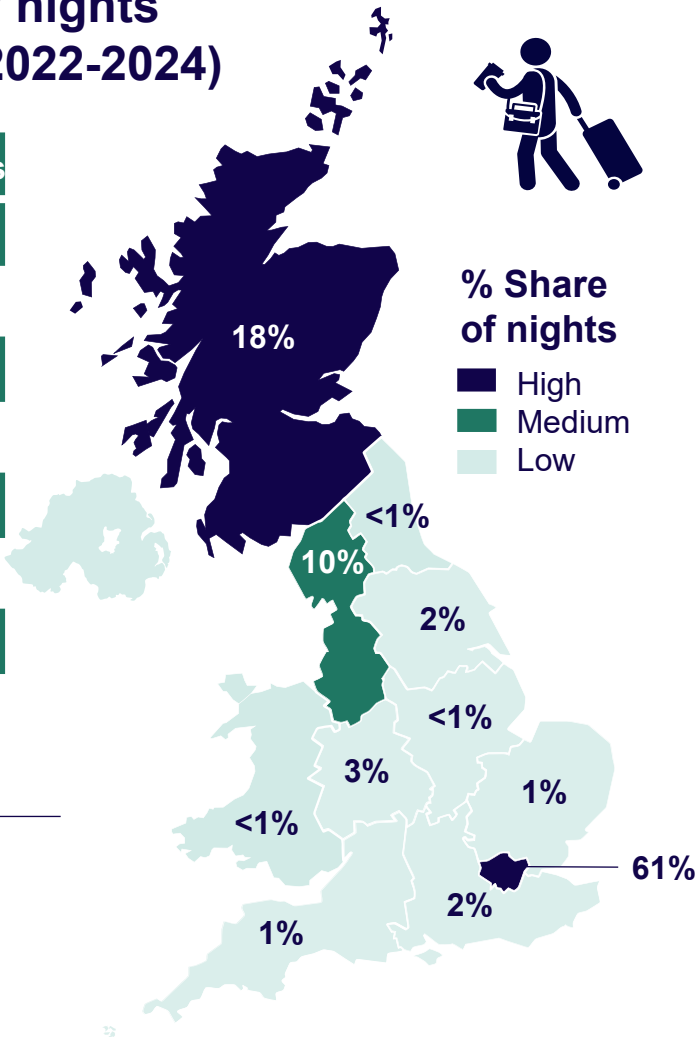 nights
2022-2024)
% Share
of nights
High
Medium
Low
18%
<1%
10%
2%
<1%
3%
1%
<1%
61%
2%
1%